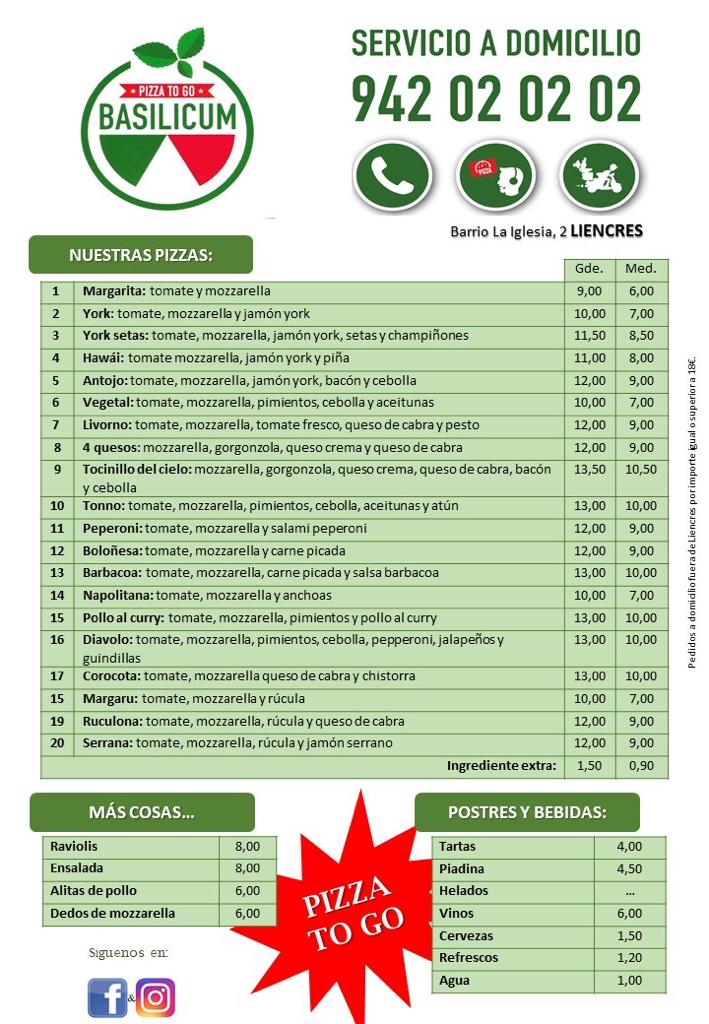 PIZZA TO GO
BASILICUM
SERVICIO A DOMICILIO
942 02 02 02
PIZZA
Barrio La Iglesia, 2 LIENCRES
NUESTRAS PIZZAS:
Gde. Med.
1 Margarita: tomate y mozzarella 9,00 6,00
2 York: tomate, mozzarella y jamón york 10,00 7,00
3 York setas: tomate, mozzarella, jamón york, setas y champiñones 11,50 8,50
4 Hawái: tomate mozzarella, jamón york y piña 11,00 8,00
5 Antojo: tomate, mozzarella, jamón york, bacón y cebolla 12,00 9,00
6 Vegetal: tomate, mozzarella, pimientos, cebolla y aceitunas 10,00 7,00
7 Livorno: tomate, mozzarella, tomate fresco, queso de cabra y pesto 12,00 9,00
8 4 quesos: mozzarella, gorgonzola, queso crema y queso de cabra 12,00 9,00
9 Tocinillo del cielo: mozzarella, gorgonzola, queso crema, queso de cabra, bacón 13,50 10,50
y cebolla
10 Tonno: tomate, mozzarella, pimientos, cebolla, aceitunas y atún 13,00 10,00
11 Peperoni: tomate, mozzarella y salami peperoni 12,00 9,00
12 Boloñesa: tomate, mozzarella y carne picada 12,00 9,00
13 Barbacoa: tomate, mozzarella, carne picada y salsa barbacoa 13,00 10,00
14 Napolitana: tomate, mozzarella y anchoas 10,00 7,00
15 Pollo al curry: tomate, mozzarella, pimientos y pollo al curry 13,00 10,00
16 Diavolo: tomate, mozzarella, pimientos, cebolla, pepperoni, jalapeños y 13,00 10,00
guindillas
17 Corocota: tomate, mozzarella queso de cabra y chistorra 13,00 10,00
15 Margaru: tomate, mozzarella y rúcula 10,00 7,00
19 Ruculona: tomate, mozzarella, rúcula y queso de cabra 12,00 9,00
20 Serrana: tomate, mozzarella, rúcula y jamón serrano 12,00 9,00
Ingrediente extra: 1,50 0,90
Pedidos a domicilio fuera de Liencres por importe igual o superior a 18€.
MÁS COSAS...
Raviolis 8,00
Ensalada 8,00
Alitas de pollo 6,00
Dedos de mozzarella 6,00
Siguenos en:
&
PIZZA
TO GO
POSTRES Y BEBIDAS:
Tartas 4,00
Piadina 4,50
Helados ...
Vinos 6,00
Cervezas 1,50
Refrescos 1,20
Agua 1,00